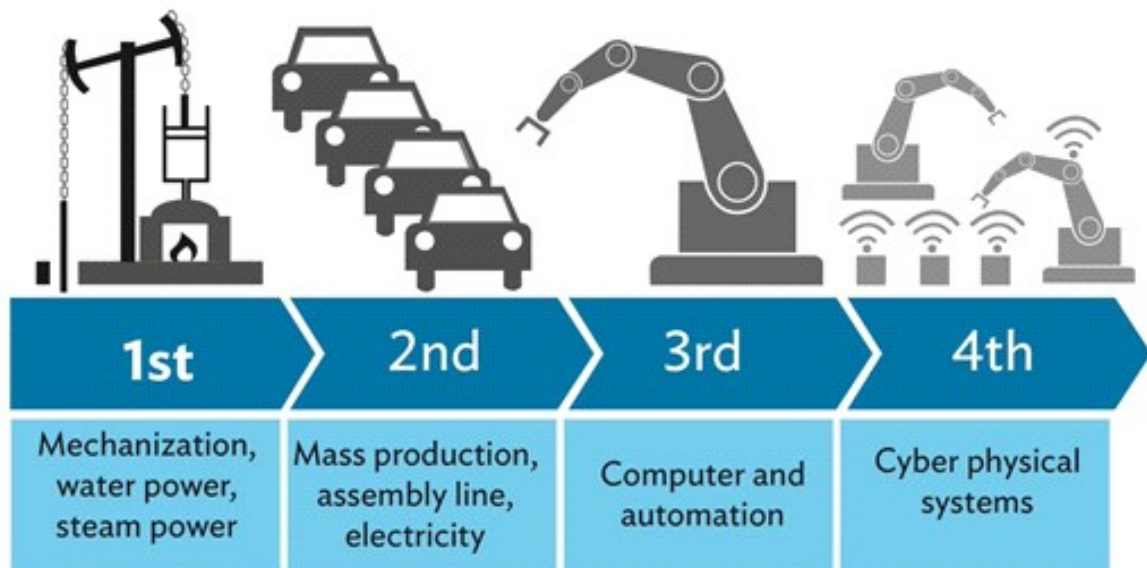 1st
2nd
3rd
4th
Mechanization,
water power,
steam power
Mass production,
assembly line,
electricity
Computer and
automation
Cyber physical
systems